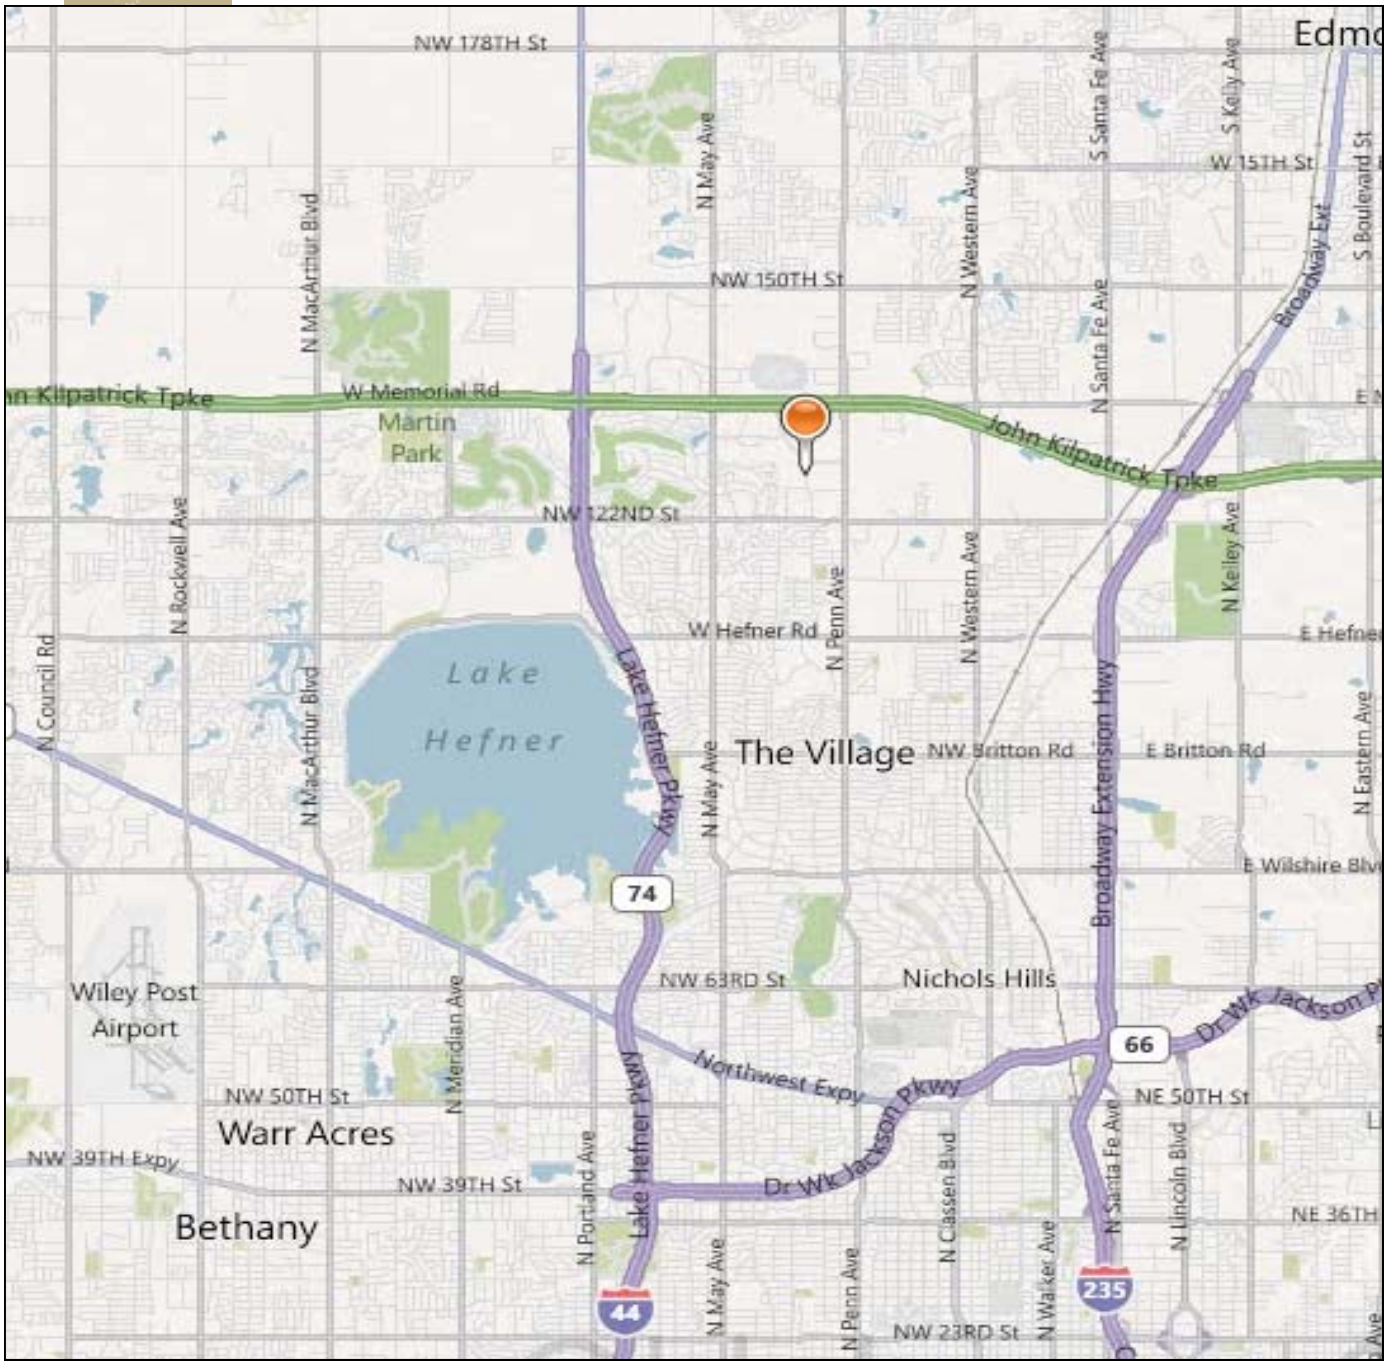 Edmo
NW 178TH St
S Santa Fe Ave
S Kelly Ave
N May Ave
W 15TH St
S Boulevard St
N MacArthur Blvd
N Western Ave
Broadway Ext
NW 150TH St
N Santa Fe Ave
nn Kilpatrick Tpke
W Memorial Rd
Martin
Park
John Kilpatrick Tpke
NW 122ND St
N Rockwell Ave
N Kelley Ave
N Western Ave
N Penn Ave
W Hefner Rd
E Hefner
N Council Rd
Lake
Hefner
Lake Hefner Pkwy
N MacArthur Blvd
Broadway Extension Hwy
N May Ave
The Village
NW Britton Rd
E Britton Rd
N Eastern Ave
E Wilshire Blv
74
NW 63RD St
Nichols Hills
Wiley Post
Airport
N Meridian Ave
Dr Wk Jackson P
66
Northwest Expy
NW 50TH St
NE 50TH St
Warr Acres
Lake Hefner Pkwy
Dr Wk Jackson Pkwy
N Santa Fe Ave
N Lincoln Blvd
N Classen Blvd
NW 39TH Expy
NW 39TH St
N Portland Ave
Bethany
NE 36TH
N May Ave
N Penn Ave
N Walker Ave
44
235
NW 23RD St